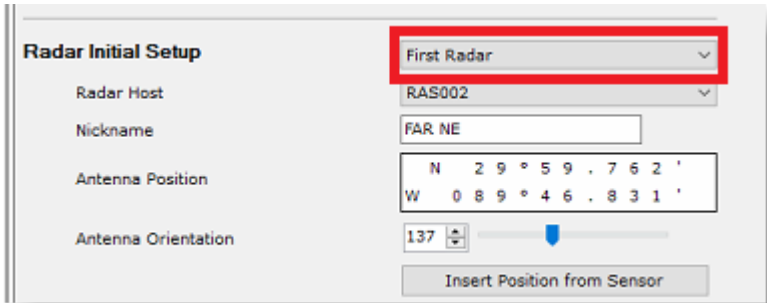 Radar Initial Setup First Radar
Radar Host RAS002
Nickname FAR NE
Antenna Position N 29°59.762'
W 089°46.831'
Antenna Orientation 137
Insert Position from Sensor